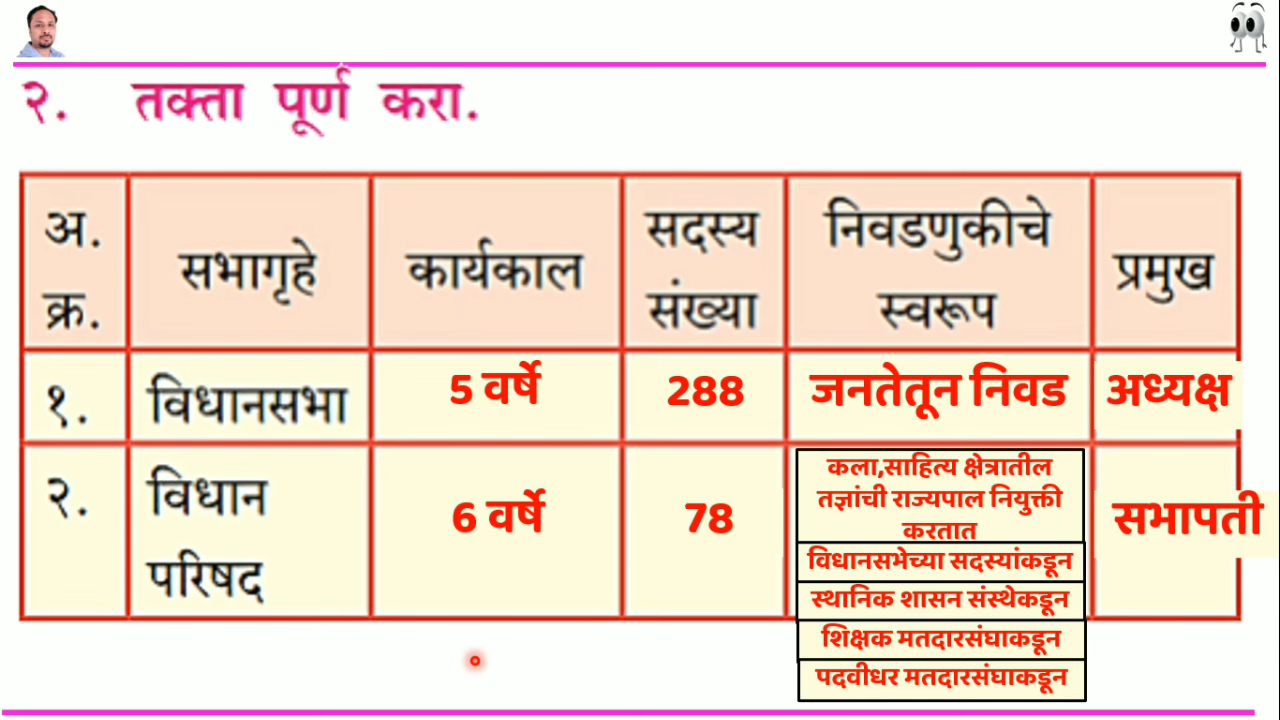 २. तक्ता पूर्ण करा.
अ. क्र. सभागृहे कार्यकाल सदस्य संख्या निवडणुकीचे स्वरूप प्रमुख
१. विधानसभा 5 वर्षे 288 जनतेतून निवड अध्यक्ष
२. विधान परिषद 6 वर्षे 78
कला,साहित्य क्षेत्रातील
तज्ञांची राज्यपाल नियुक्ती
करतात
विधानसभेच्या सदस्यांकडून
स्थानिक शासन संस्थेकडून
शिक्षक मतदारसंघाकडून
पदवीधर मतदारसंघाकडून
सभापती